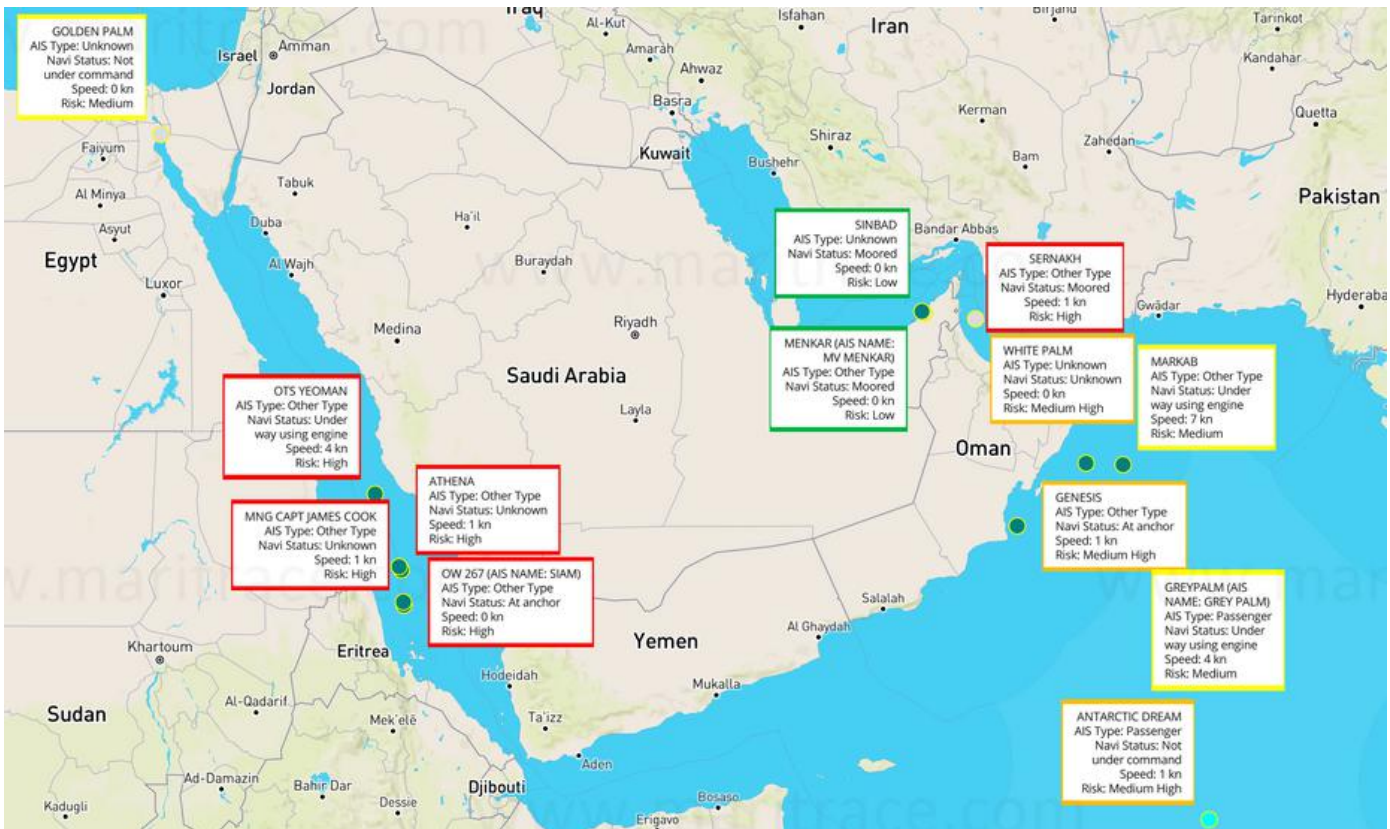 GOLDEN PALM
AIS Type: Unknown
Navi Status: Not
under command
Speed: 0 kn
Risk: Medium
Israel
Amman
Jordan
Iraq
Al-Kut
Amarah
Ahwaz
Basra
Kuwait
Isfahan
Iran
Birjand
Tarinkot
Kandahar
Quetta
Kerman
Shiraz
Bushehr
Bam
Zahedan
Pakistan
Faiyum
Al Minya
Asyut
Egypt
Luxor
Tabuk
Duba
Al Wajh
Ha'il
Buraydah
Medina
Riyadh
Saudi Arabia
Layla
SINBAD
AIS Type: Unknown
Navi Status: Moored
Speed: 0 kn
Risk: Low
Bandar Abbas
SERNAKH
AIS Type: Other Type
Navi Status: Moored
Speed: 1 kn
Risk: High
Gwādar
Hyderaba
MENKAR (AIS NAME:
MV MENKAR)
AIS Type: Other Type
Navi Status: Moored
Speed: 0 kn
Risk: Low
WHITE PALM
AIS Type: Unknown
Navi Status: Unknown
Speed: 0 kn
Risk: Medium High
MARKAB
AIS Type: Other Type
Navi Status: Under
way using engine
Speed: 7 kn
Risk: Medium
OTS YEOMAN
AIS Type: Other Type
Navi Status: Under
way using engine
Speed: 4 kn
Risk: High
Oman
ATHENA
AIS Type: Other Type
Navi Status: Unknown
Speed: 1 kn
Risk: High
MNG CAPT JAMES COOK
AIS Type: Other Type
Navi Status: Unknown
Speed: 1 kn
Risk: High
GENESIS
AIS Type: Other Type
Navi Status: At anchor
Speed: 1 kn
Risk: Medium High
OW 267 (AIS NAME: SIAM)
AIS Type: Other Type
Navi Status: At anchor
Speed: 0 kn
Risk: High
GREYPALM (AIS
NAME: GREY PALM)
AIS Type: Passenger
Navi Status: Under
way using engine
Speed: 4 kn
Risk: Medium
Salalah
Al Ghaydah
Yemen
Khartoum
Eritrea
Hodeidah
Mukalla
Al-Qadarif
Sudan
Mek'elē
Ta'izz
Aden
ANTARCTIC DREAM
AIS Type: Passenger
Navi Status: Not
under command
Speed: 1 kn
Risk: Medium High
Ad-Damazin
Bahir Dar
Djibouti
Dessie
Kadugli
Bosaso
Erigavo
www.maritrace.com